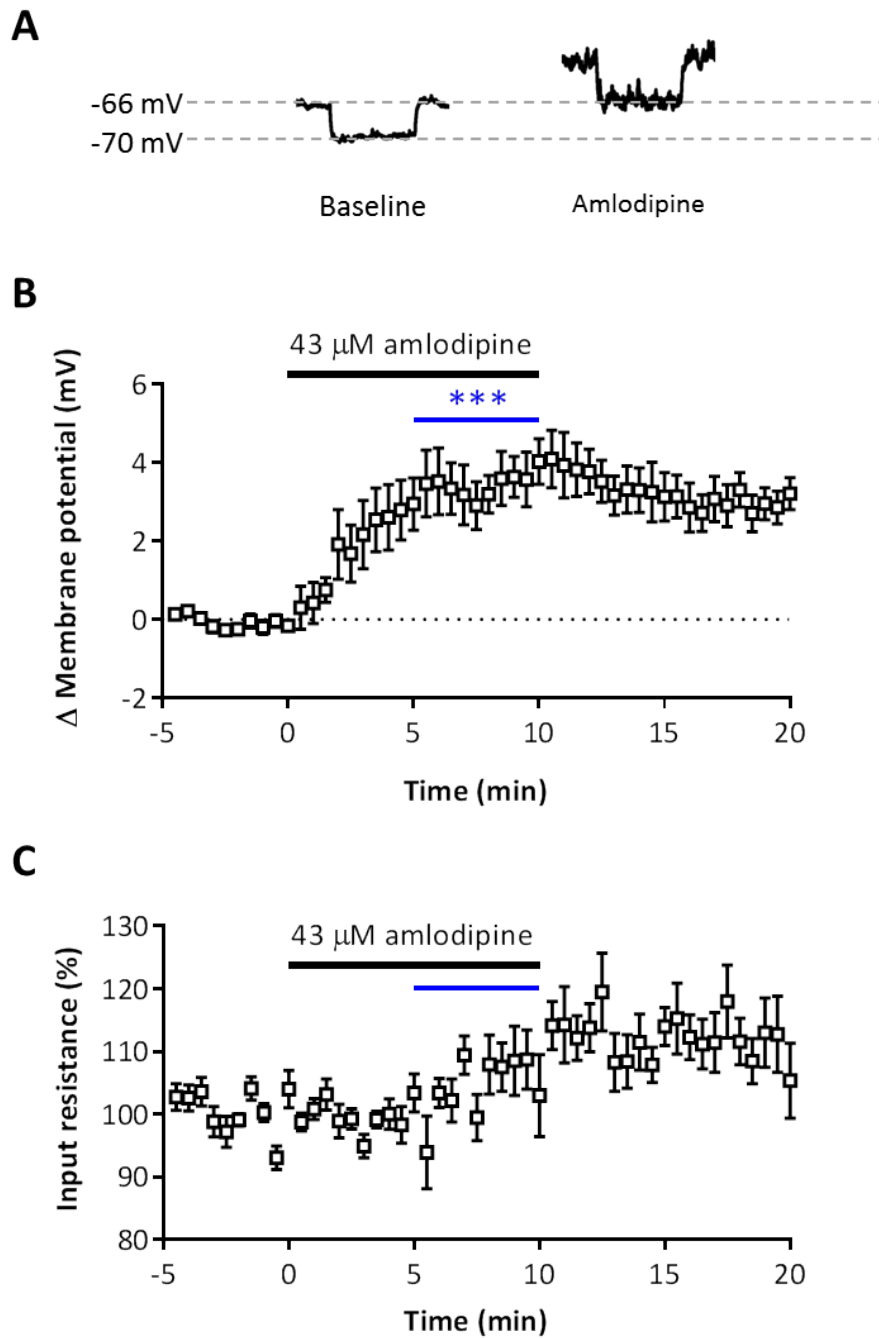 A
-66 mV
-70 mV
Baseline
Amlodipine
B
43 μM amlodipine
***
Δ Membrane potential (mV)
6
4
2
0
-2
-5
0
5
10
15
20
Time (min)
C
43 μM amlodipine
Input resistance (%)
130
120
110
100
90
80
-5
0
5
10
15
20
Time (min)